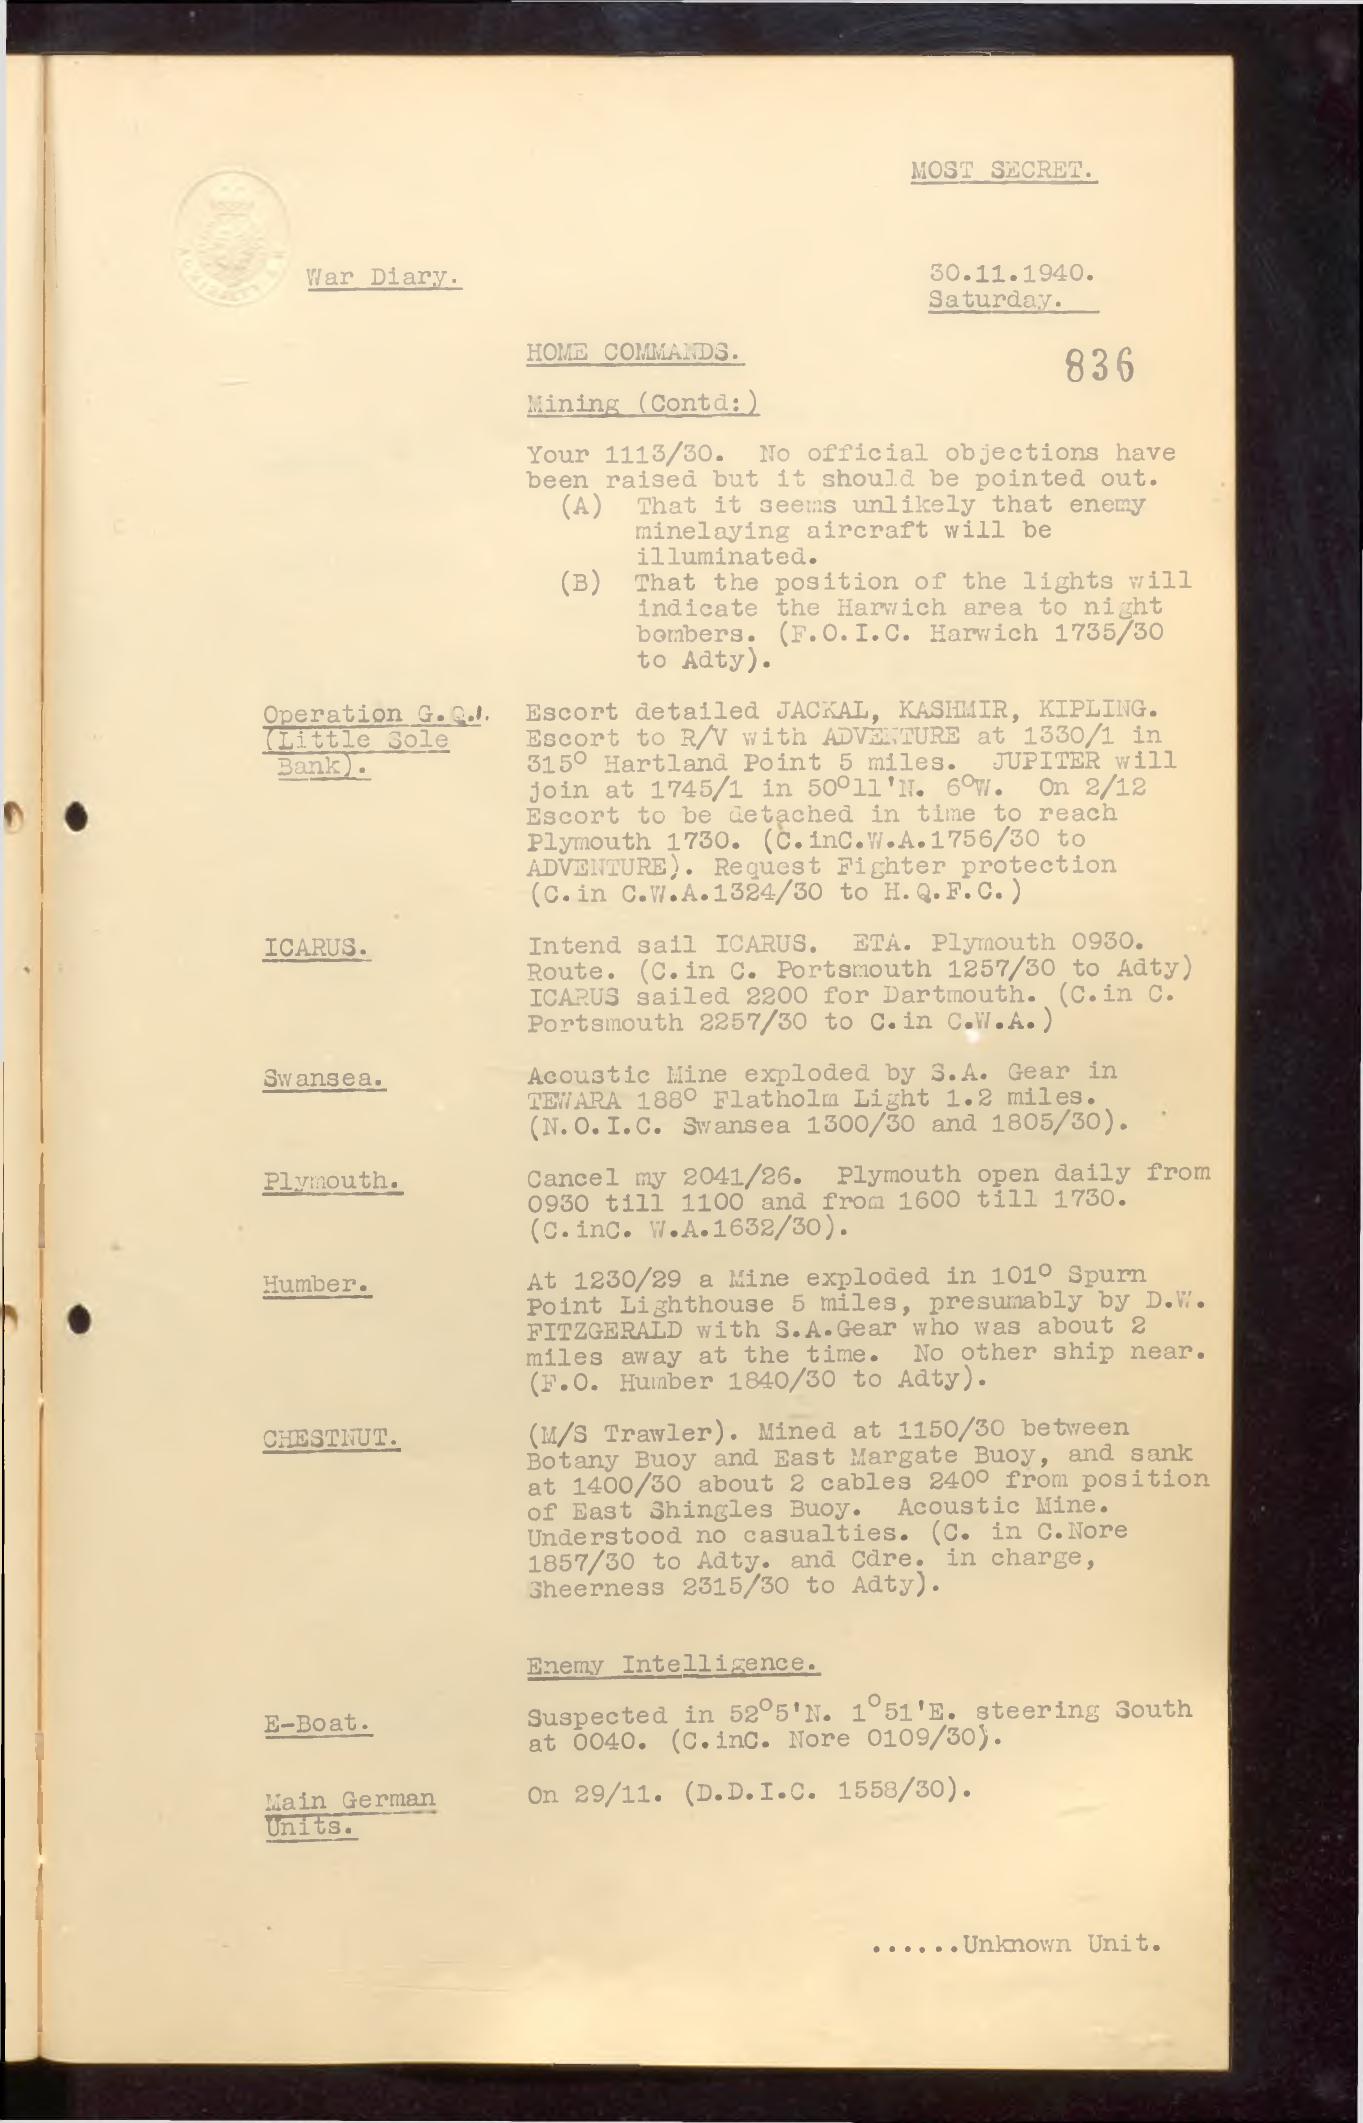 MOST SECRET.
War Diary.
30.11.1940.
Saturday.
HOME COMMANDS.
836
Mining (Contd:)
Your 1113/30. No official objections have
been raised but it should be pointed out.
(A) That it seems unlikely that enemy
minelaying aircraft will be
illuminated.
(B) That the position of the lights will
indicate the Harwich area to night
bombers. (F.O.I.C. Harwich 1735/30
to Adty).
Operation G.Q.1.
(Little Sole
Bank).
Escort detailed JACKAL, KASHMIR, KIPLING.
Escort to R/V with ADVENTURE at 1330/1 in
315° Hartland Point 5 miles. JUPITER will
join at 1745/1 in 50°11'N. 6°W. On 2/12
Escort to be detached in time to reach
Plymouth 1730. (C.inC.W.A.1756/30 to
ADVENTURE). Request Fighter protection
(C.in C.W.A.1324/30 to H.Q.F.C.)
ICARUS.
Intend sail ICARUS. ETA. Plymouth 0930.
Route. (C.in C. Portsmouth 1257/30 to Adty)
ICARUS sailed 2200 for Dartmouth. (C.in C.
Portsmouth 2257/30 to C.in C.W.A.)
Swansea.
Acoustic Mine exploded by S.A. Gear in
TEWARA 188° Flatholm Light 1.2 miles.
(N.O.I.C. Swansea 1300/30 and 1805/30).
Plymouth.
Cancel my 2041/26. Plymouth open daily from
0930 till 1100 and from 1600 till 1730.
(C.inC. W.A.1632/30).
Humber.
At 1230/29 a Mine exploded in 101° Spurn
Point Lighthouse 5 miles, presumably by D.W.
FITZGERALD with S.A.Gear who was about 2
miles away at the time. No other ship near.
(F.O. Humber 1840/30 to Adty).
CHESTNUT.
(M/S Trawler). Mined at 1150/30 between
Botany Buoy and East Margate Buoy, and sank
at 1400/30 about 2 cables 240° from position
of East Shingles Buoy. Acoustic Mine.
Understood no casualties. (C. in C.Nore
1857/30 to Adty. and Cdre. in charge,
Sheerness 2315/30 to Adty).
Enemy Intelligence.
E-Boat.
Suspected in 52°5'N. 1°51'E. steering South
at 0040. (C.inC. Nore 0109/30).
Main German
Units.
On 29/11. (D.D.I.C. 1558/30).
......Unknown Unit.